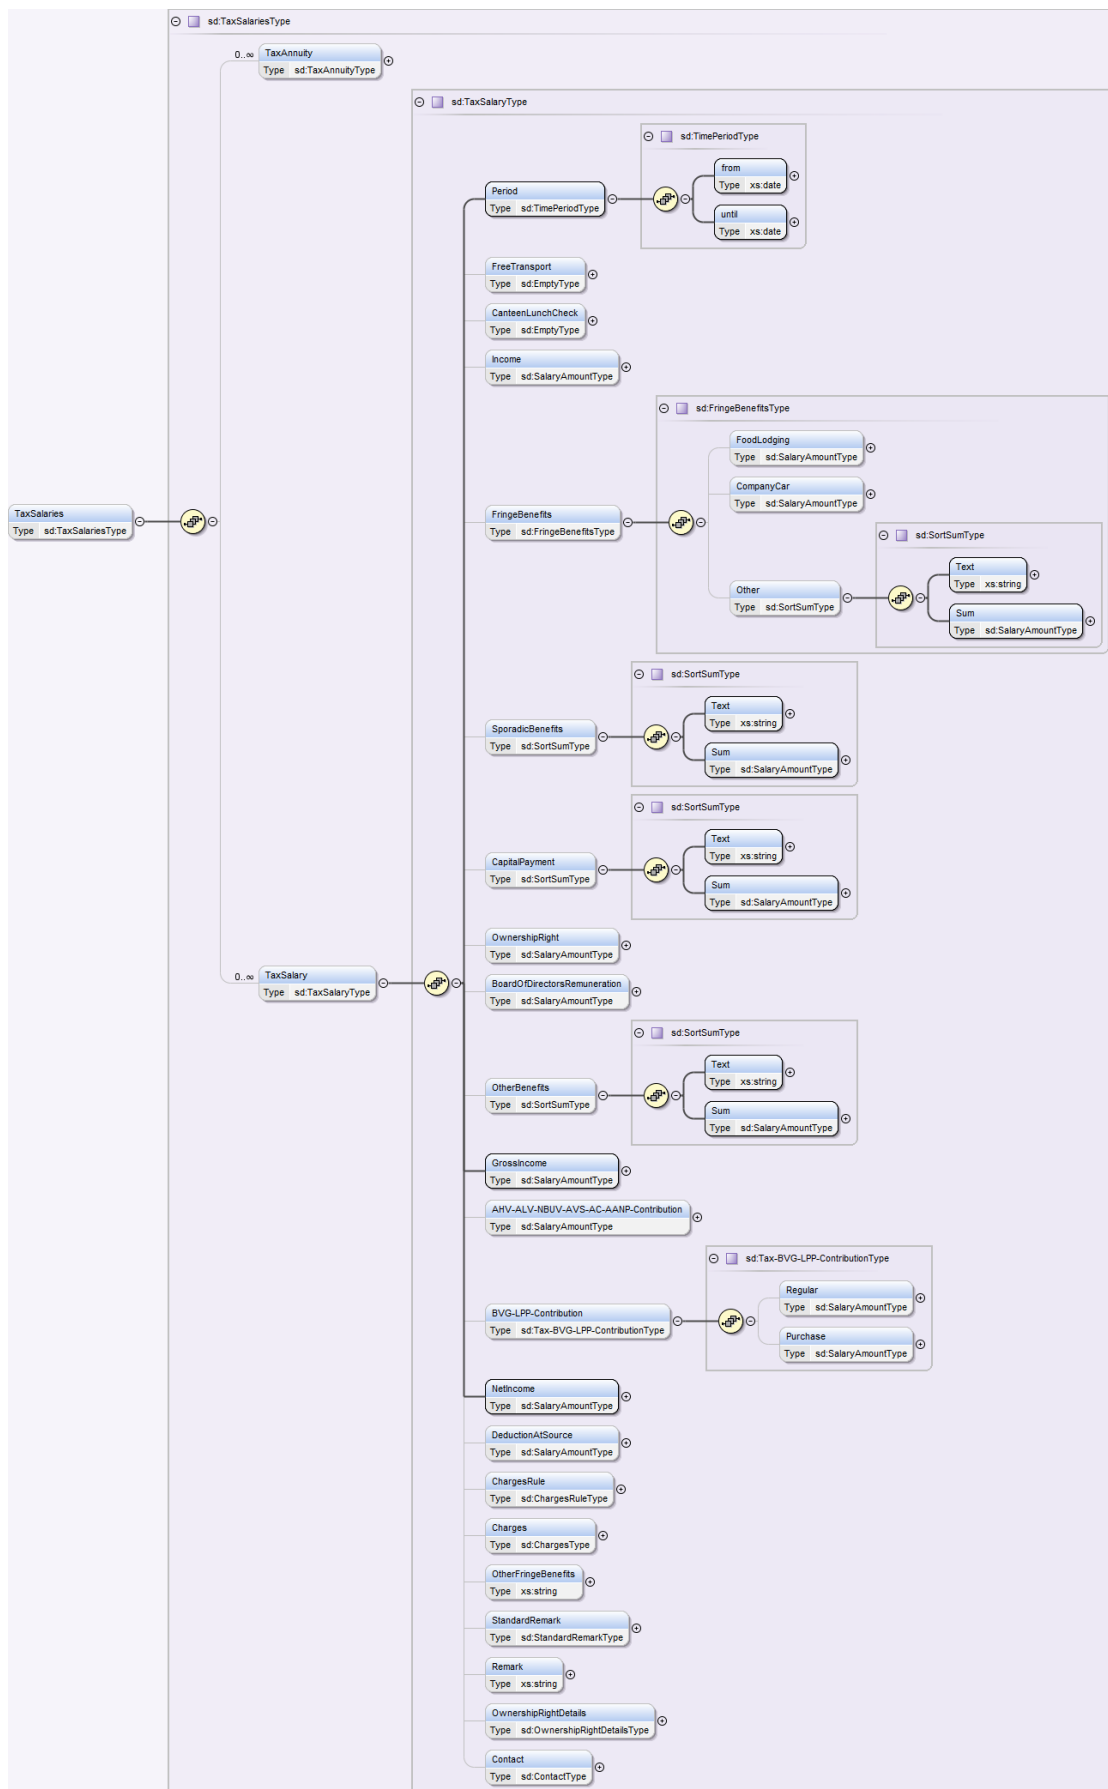 sd:TaxSalariesType
0..∞
TaxAnnuity
Type sd:TaxAnnuityType
sd:TaxSalaryType
sd:TimePeriodType
from
Type xs:date
Period
Type sd:TimePeriodType
until
Type xs:date
FreeTransport
Type sd:EmptyType
CanteenLunchCheck
Type sd:EmptyType
Income
Type sd:SalaryAmountType
sd:FringeBenefitsType
FoodLodging
Type sd:SalaryAmountType
CompanyCar
Type sd:SalaryAmountType
TaxSalaries
Type sd:TaxSalariesType
FringeBenefits
Type sd:FringeBenefitsType
sd:SortSumType
Text
Type xs:string
Other
Type sd:SortSumType
Sum
Type sd:SalaryAmountType
sd:SortSumType
Text
Type xs:string
SporadicBenefits
Type sd:SortSumType
Sum
Type sd:SalaryAmountType
sd:SortSumType
Text
Type xs:string
CapitalPayment
Type sd:SortSumType
Sum
Type sd:SalaryAmountType
OwnershipRight
Type sd:SalaryAmountType
0..∞
TaxSalary
Type sd:TaxSalaryType
BoardOfDirectorsRemuneration
Type sd:SalaryAmountType
sd:SortSumType
Text
Type xs:string
OtherBenefits
Type sd:SortSumType
Sum
Type sd:SalaryAmountType
GrossIncome
Type sd:SalaryAmountType
AHV-ALV-NBUV-AVS-AC-AANP-Contribution
Type sd:SalaryAmountType
sd:Tax-BVG-LPP-ContributionType
Regular
Type sd:SalaryAmountType
BVG-LPP-Contribution
Type sd:Tax-BVG-LPP-ContributionType
Purchase
Type sd:SalaryAmountType
NetIncome
Type sd:SalaryAmountType
DeductionAtSource
Type sd:SalaryAmountType
ChargesRule
Type sd:ChargesRuleType
Charges
Type sd:ChargesType
OtherFringeBenefits
Type xs:string
StandardRemark
Type sd:StandardRemarkType
Remark
Type xs:string
OwnershipRightDetails
Type sd:OwnershipRightDetailsType
Contact
Type sd:ContactType